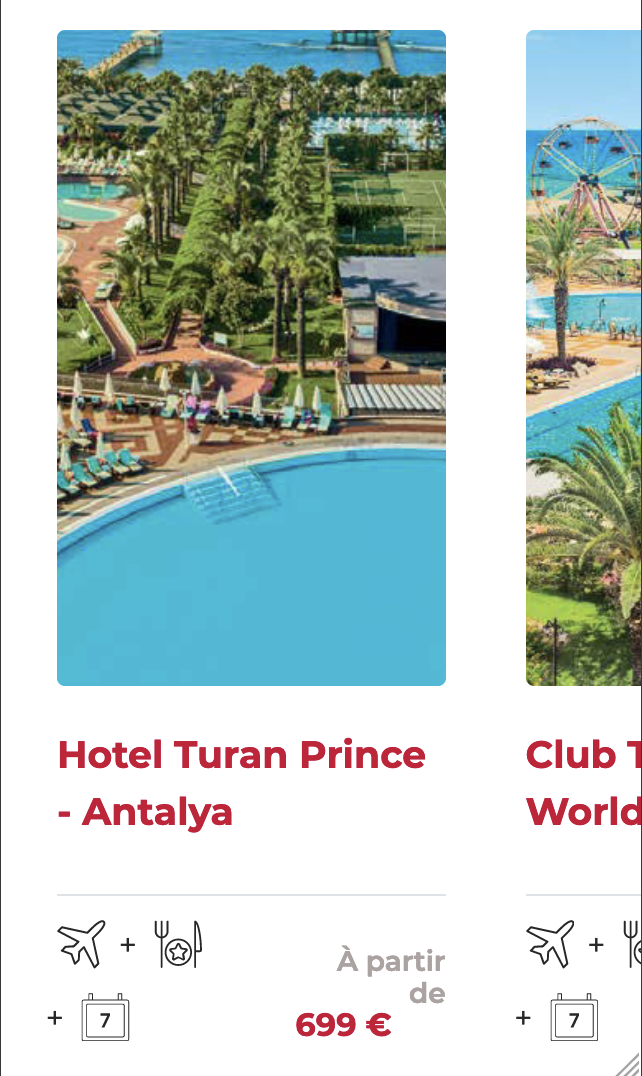 Hotel Turan Prince
- Antalya
+
À partir
de
+ 7
699 €
Club
World
+
+ 7